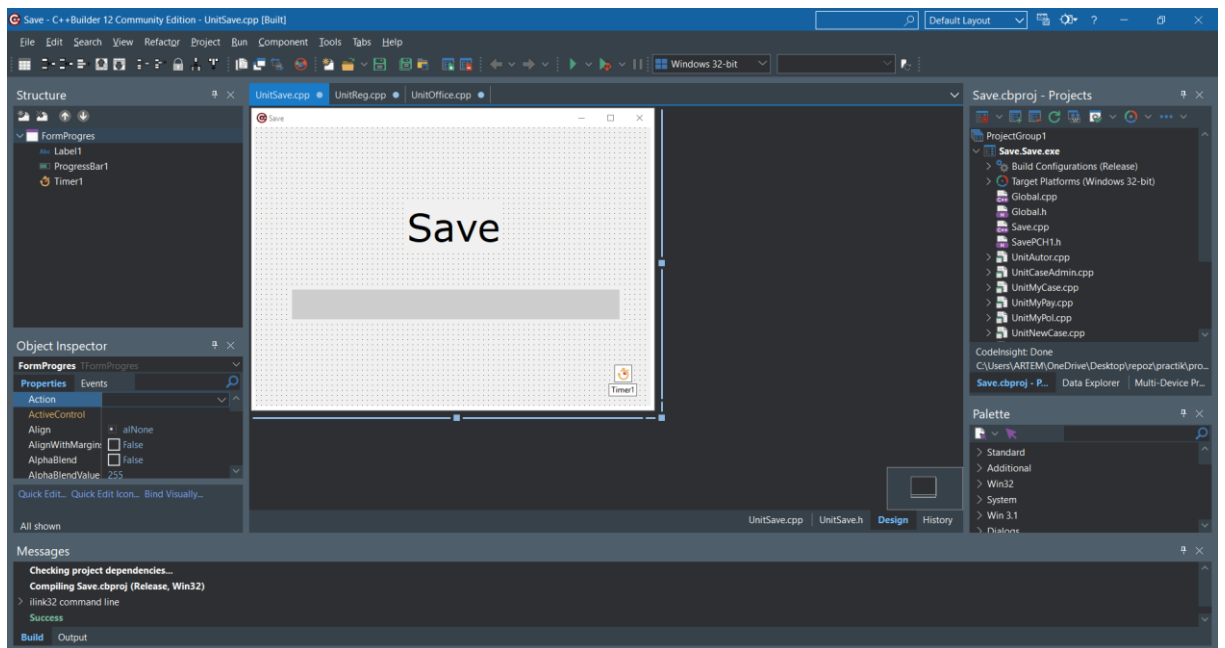 Save - C++Builder 12 Community Edition - UnitSave.cpp [Built]
Default Layout
File Edit Search View Refactor Project Run Component Tools Tabs Help
Windows 32-bit
Structure
FormProgres
Label1
ProgressBar1
Timer1
Object Inspector
FormProgres TFormProgres
Properties Events
Action
ActiveControl
Align alNone
AlignWithMargins False
AlphaBlend False
AlphaBlendValue 255
Quick Edit... Quick Edit Icon... Bind Visually...
All shown
UnitSave.cpp UnitReg.cpp UnitOffice.cpp
Save
Save
Timer1
UnitSave.cpp UnitSave.h Design History
Save.cbproj - Projects
ProjectGroup1
Save.Save.exe
Build Configurations (Release)
Target Platforms (Windows 32-bit)
Global.cpp
Global.h
Save.cpp
SavePCH1.h
UnitAutor.cpp
UnitCaseAdmin.cpp
UnitMyCase.cpp
UnitMyPay.cpp
UnitMyPol.cpp
UnitNewCase.cpp
CodeInsight: Done
C:\Users\ARTEM\OneDrive\Desktop\repoz\practik\pro...
Save.cbproj - P... Data Explorer Multi-Device Pr...
Palette
Standard
Additional
Win32
System
Win 3.1
Dialogs
Messages
Checking project dependencies...
Compiling Save.cbproj (Release, Win32)
ilink32 command line
Success
Build Output